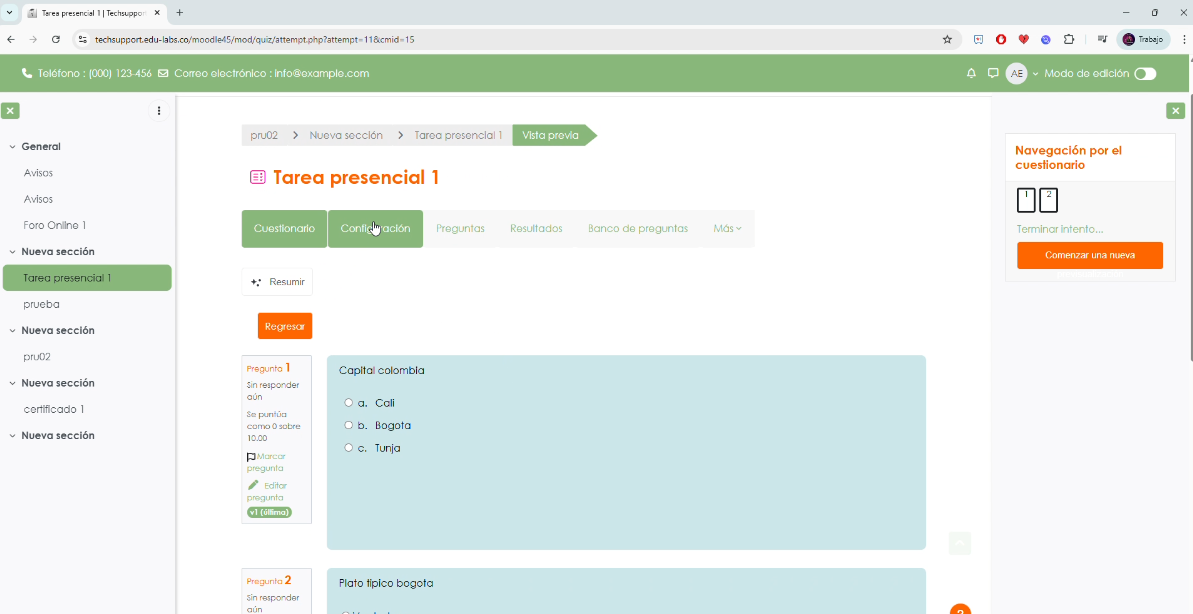 Tarea presencial 1 | Techsuppor
techsupport.edu-labs.co/moodle45/mod/quiz/attempt.php?attempt=11&cmid=15
Trabajo
Teléfono : (000) 123-456 Correo electrónico : info@example.com
AE
Modo de edición
General
Avisos
Avisos
Foro Online 1
Nueva sección
Tarea presencial 1
prueba
Nueva sección
pru02
Nueva sección
certificado 1
Nueva sección
pru02 > Nueva sección > Tarea presencial 1 Vista previa
Tarea presencial 1
Cuestionario Configuración Preguntas Resultados Banco de preguntas Más
Resumir
Regresar
Pregunta 1
Sin responder
aún
Se puntúa
como 0 sobre
10.00
Marcar
pregunta
Editar
pregunta
v1 (última)
Capital colombia
a. Cali
b. Bogota
c. Tunja
Pregunta 2
Sin responder
aún
Plato tipico bogota
Navegación por el
cuestionario
1 2
Terminar intento...
Comenzar una nueva
?